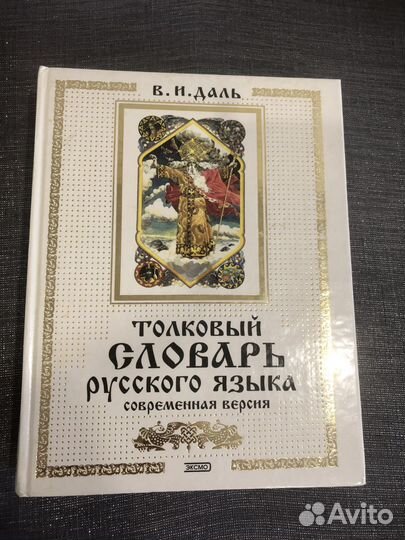 В. И. ДАЛЬ
ТОЛКОВЫЙ
СЛОВАРЬ
РУССКОГО ЯЗЫКА
СОВРЕМЕННАЯ ВЕРСИЯ
ЭКСМО
Avito